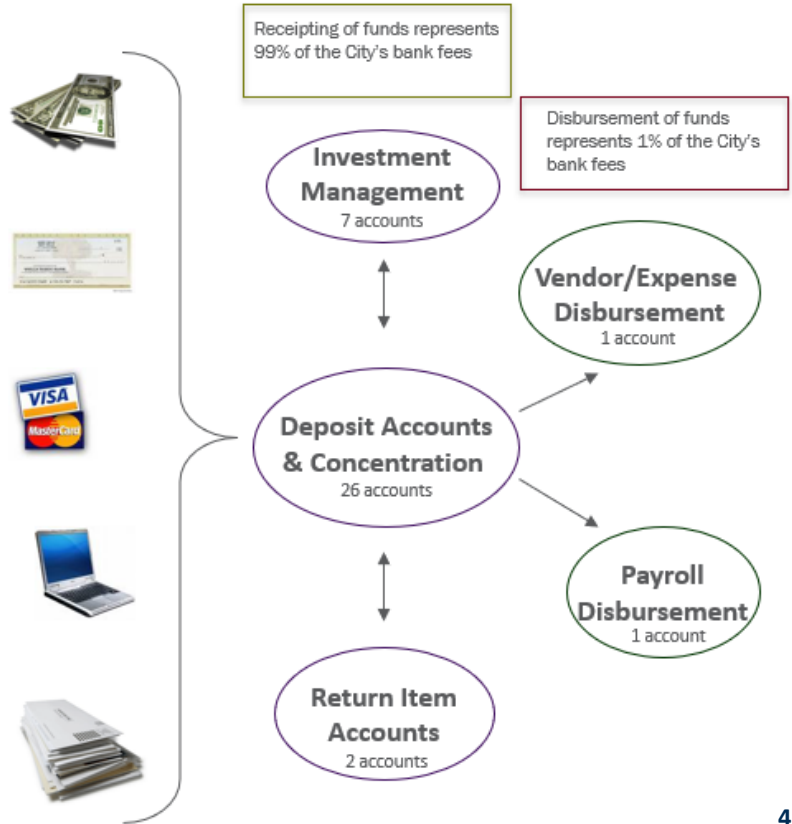 Receipting of funds represents
99% of the City's bank fees
Disbursement of funds
represents 1% of the City's
bank fees
Investment
Management
7 accounts
Vendor/Expense
Disbursement
1 account
VISA
MasterCard
Deposit Accounts
& Concentration
26 accounts
Payroll
Disbursement
1 account
Return Item
Accounts
2 accounts
4